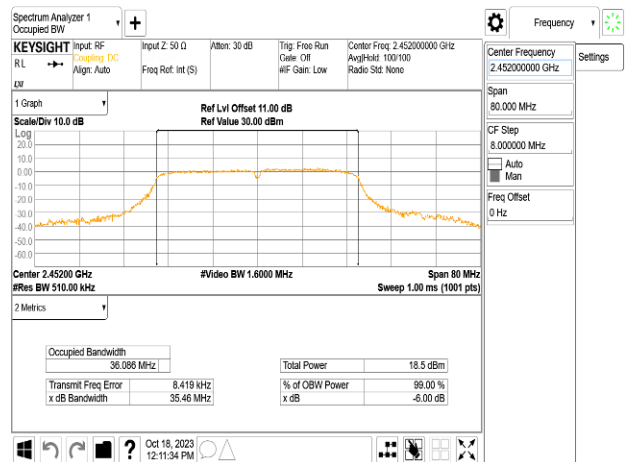 Spectrum Analyzer 1
Occupied BW
KEYSIGHT
RL
Input: RF
Coupling: DC
Align: Auto
Input Z: 50 Ω
Freq Ref: Int (S)
Atten: 30 dB
Trig: Free Run
Gate: Off
#IF Gain: Low
Center Freq: 2.452000000 GHz
Avg|Hold: 100/100
Radio Std: None
1 Graph
Scale/Div 10.0 dB
Ref Lvl Offset 11.00 dB
Ref Value 30.00 dBm
Log
20.0
10.0
0.00
-10.0
-20.0
-30.0
-40.0
-50.0
-60.0
Center 2.45200 GHz
#Video BW 1.6000 MHz
Span 80 MHz
#Res BW 510.00 kHz
Sweep 1.00 ms (1001 pts)
2 Metrics
Occupied Bandwidth
36.086 MHz
Total Power 18.5 dBm
Transmit Freq Error 8.419 kHz
% of OBW Power 99.00 %
x dB Bandwidth 35.46 MHz
x dB -6.00 dB
?
Oct 18, 2023
12:11:34 PM
Frequency
Settings
Center Frequency
2.452000000 GHz
Span
80.000 MHz
CF Step
8.000000 MHz
Auto
Man
Freq Offset
0 Hz